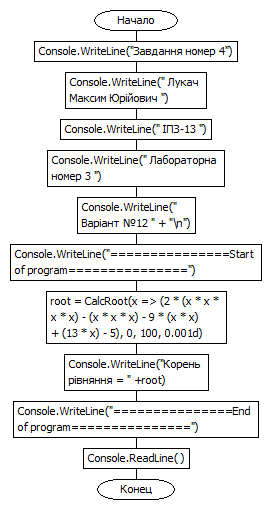 Начало
Console.WriteLine("Завдання номер 4")
Console.WriteLine(" Лукач
Максим Юрійович ")
Console.WriteLine(" ІПЗ-13 ")
Console.WriteLine(" Лабораторна
номер 3 ")
Console.WriteLine("
Варіант №12 " + "\n")
Console.WriteLine("===============Start
of program===============")
root = CalcRoot(x => (2 * (x * x *
x * x) - (x * x * x) - 9 * (x * x)
+ (13 * x) - 5), 0, 100, 0.001d)
Console.WriteLine("Корень
рівняння = " +root)
Console.WriteLine("===============End
of program===============")
Console.ReadLine( )
Конец